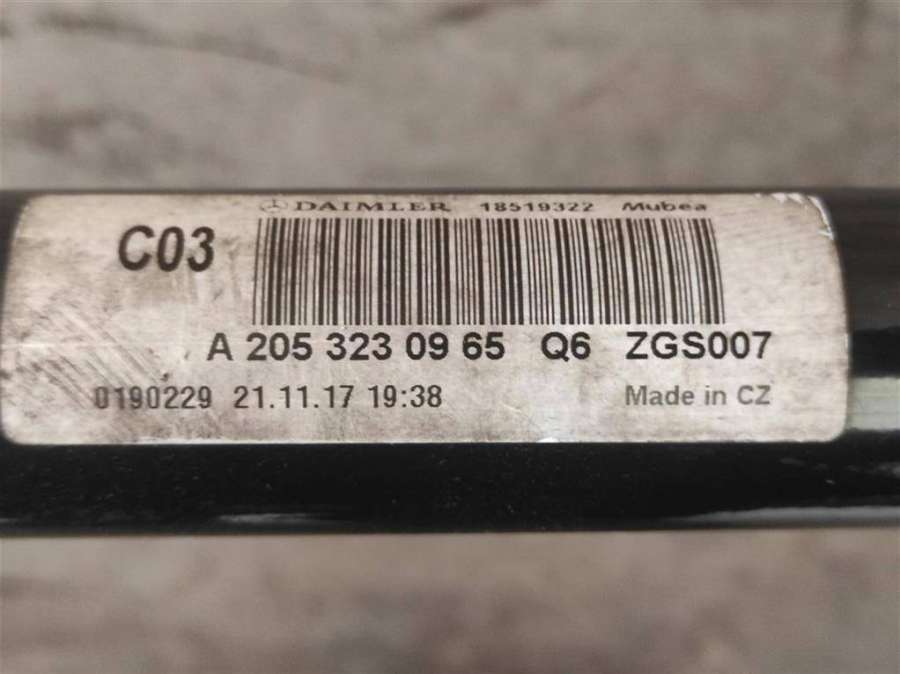 DAIMLER 18519322 Mubea
C03
A 205 323 09 65 Q6 ZGS007
0190229 21.11.17 19:38 Made in CZ